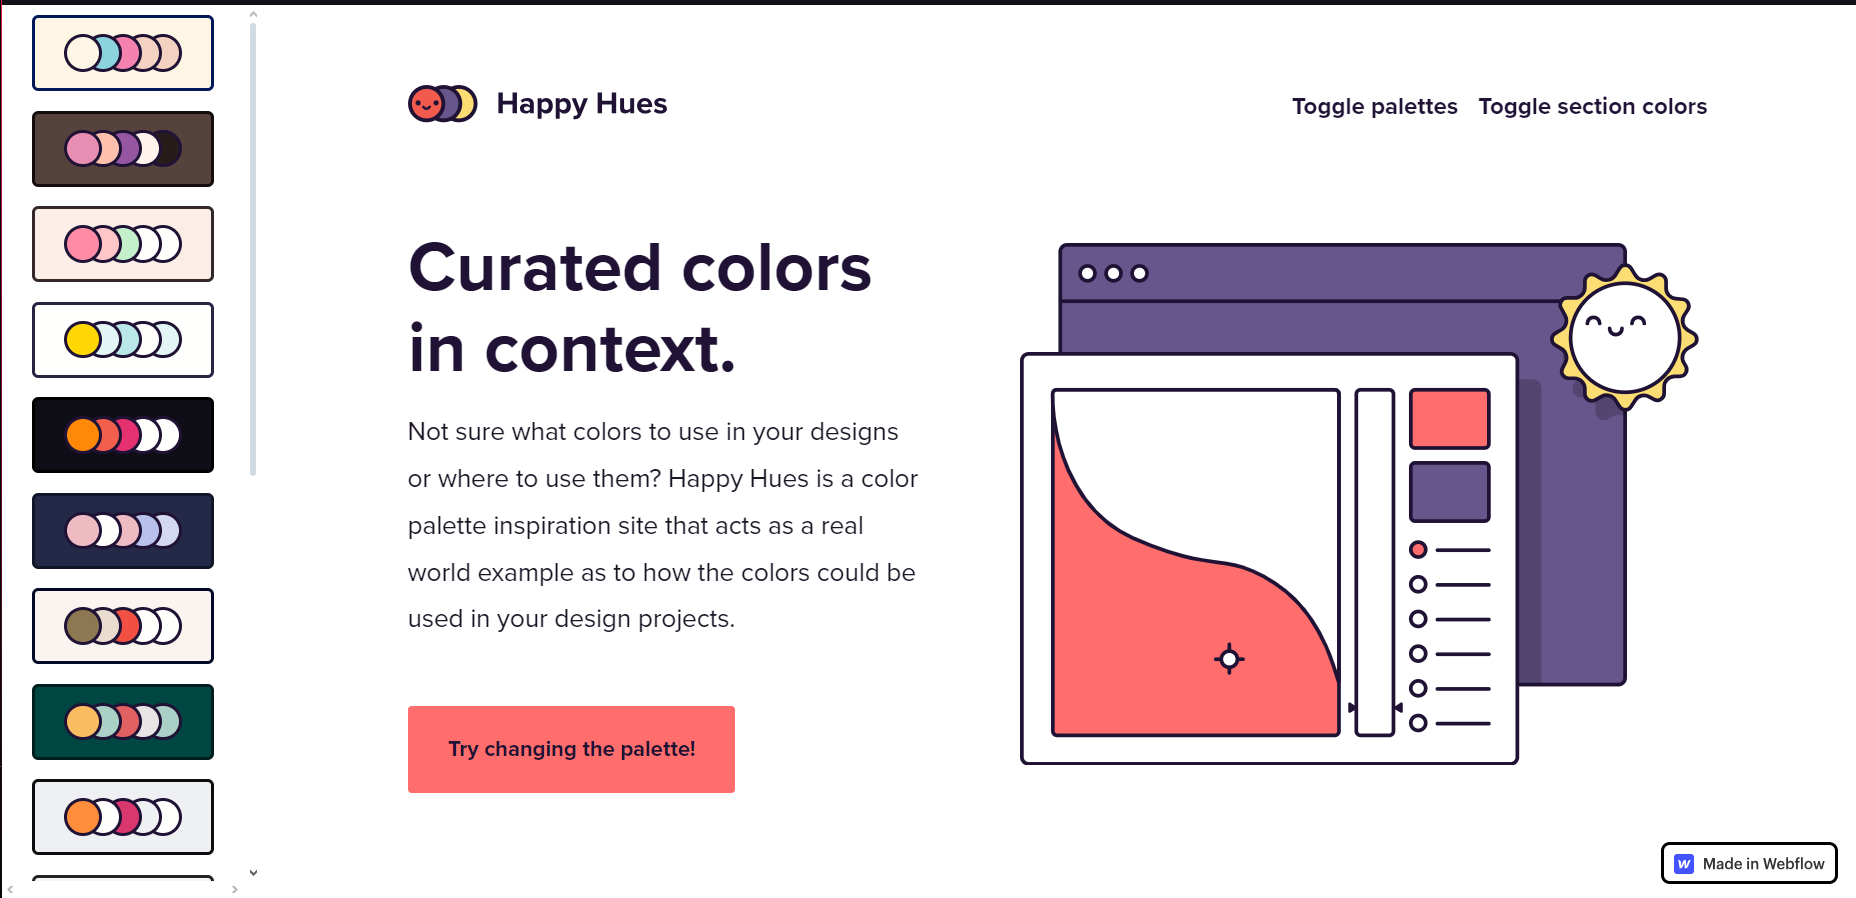 Happy Hues
Toggle palettes
Toggle section colors
Curated colors
in context.
Not sure what colors to use in your designs
or where to use them? Happy Hues is a color
palette inspiration site that acts as a real
world example as to how the colors could be
used in your design projects.
Try changing the palette!
Made in Webflow